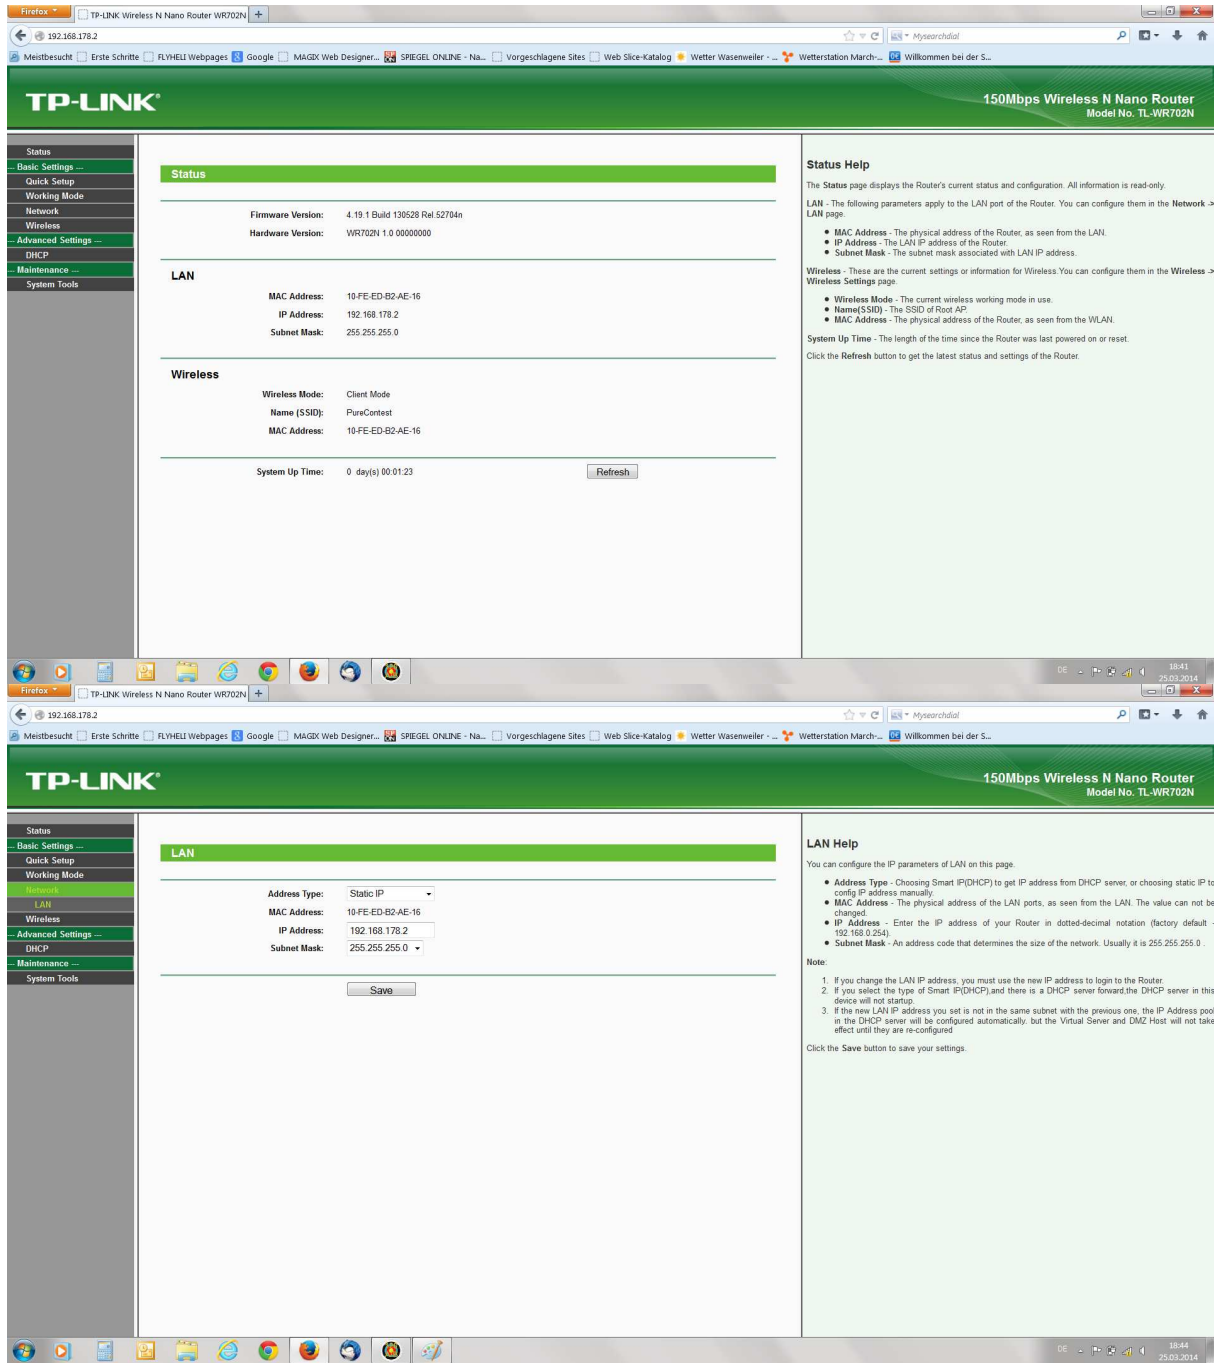 Firefox
TP-LINK Wireless N Nano Router WR702N +
192.168.178.2
Mysearchdial
Meistbesucht Erste Schritte FLYHELI Webpages Google MAGIX Web Designer... SPIEGEL ONLINE - Na... Vorgeschlagene Sites Web Slice-Katalog Wetter Wasenweiler - ... Wetterstation March-... Willkommen bei der S...
TP-LINK®
150Mbps Wireless N Nano Router
Model No. TL-WR702N
Status
--- Basic Settings ---
Quick Setup
Working Mode
Network
Wireless
--- Advanced Settings ---
DHCP
--- Maintenance ---
System Tools
Status
Firmware Version: 4.19.1 Build 130528 Rel.52704n
Hardware Version: WR702N 1.0 00000000
LAN
MAC Address: 10-FE-ED-B2-AE-16
IP Address: 192.168.178.2
Subnet Mask: 255.255.255.0
Wireless
Wireless Mode: Client Mode
Name (SSID): PureContest
MAC Address: 10-FE-ED-B2-AE-16
System Up Time: 0 day(s) 00:01:23
Refresh
Status Help
The Status page displays the Router's current status and configuration. All information is read-only.
LAN - The following parameters apply to the LAN port of the Router. You can configure them in the Network ->
LAN page.
• MAC Address - The physical address of the Router, as seen from the LAN.
• IP Address - The LAN IP address of the Router.
• Subnet Mask - The subnet mask associated with LAN IP address.
Wireless - These are the current settings or information for Wireless.You can configure them in the Wireless ->
Wireless Settings page.
• Wireless Mode - The current wireless working mode in use.
• Name(SSID) - The SSID of Root AP.
• MAC Address - The physical address of the Router, as seen from the WLAN.
System Up Time - The length of the time since the Router was last powered on or reset.
Click the Refresh button to get the latest status and settings of the Router.
DE
18:41
25.03.2014
Firefox
TP-LINK Wireless N Nano Router WR702N +
192.168.178.2
Mysearchdial
Meistbesucht Erste Schritte FLYHELI Webpages Google MAGIX Web Designer... SPIEGEL ONLINE - Na... Vorgeschlagene Sites Web Slice-Katalog Wetter Wasenweiler - ... Wetterstation March-... Willkommen bei der S...
TP-LINK®
150Mbps Wireless N Nano Router
Model No. TL-WR702N
Status
--- Basic Settings ---
Quick Setup
Working Mode
Network
LAN
Wireless
--- Advanced Settings ---
DHCP
--- Maintenance ---
System Tools
LAN
Address Type: Static IP
MAC Address: 10-FE-ED-B2-AE-16
IP Address: 192.168.178.2
Subnet Mask: 255.255.255.0
Save
LAN Help
You can configure the IP parameters of LAN on this page.
• Address Type - Choosing Smart IP(DHCP) to get IP address from DHCP server, or choosing static IP to
config IP address manually.
• MAC Address - The physical address of the LAN ports, as seen from the LAN. The value can not be
changed.
• IP Address - Enter the IP address of your Router in dotted-decimal notation (factory default -
192.168.0.254).
• Subnet Mask - An address code that determines the size of the network. Usually it is 255.255.255.0 .
Note:
1. If you change the LAN IP address, you must use the new IP address to login to the Router.
2. If you select the type of Smart IP(DHCP),and there is a DHCP server forward,the DHCP server in this
device will not startup.
3. If the new LAN IP address you set is not in the same subnet with the previous one, the IP Address pool
in the DHCP server will be configured automatically. but the Virtual Server and DMZ Host will not take
effect until they are re-configured
Click the Save button to save your settings.
DE
18:44
25.03.2014